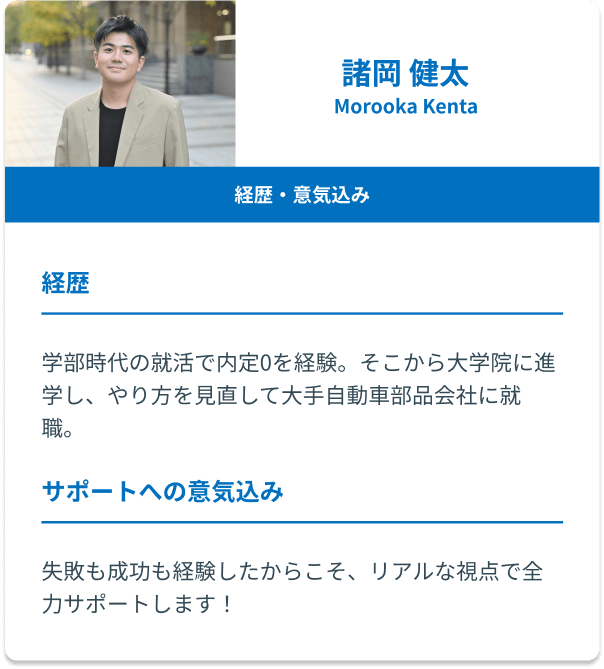 諸岡 健太
Morooka Kenta
経歴・意気込み
経歴
学部時代の就活で内定0を経験。そこから大学院に進
学し、やり方を見直して大手自動車部品会社に就
職。
サポートへの意気込み
失敗も成功も経験したからこそ、リアルな視点で全
力サポートします！